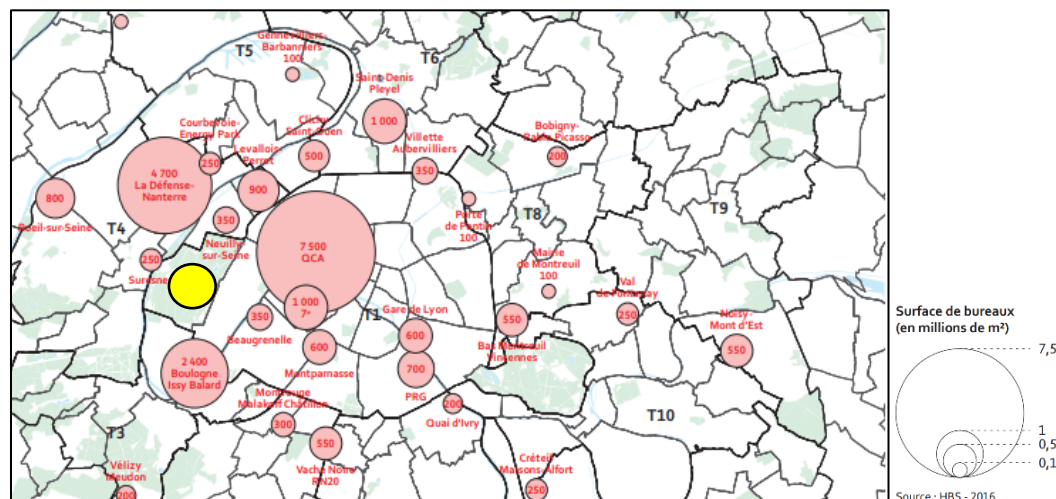 T5
Gennevilliers-
Barbanniers
100
T6
Saint-Denis
Pleyel
1 000
Courbevoie-
Energy Park
250
Clichy
Saint-Ouen
500
Levallois-
Perret
900
Villette
Aubervilliers
350
Bobigny-
Pablo Picasso
200
4 700
La Défense-
Nanterre
800
Rueil-sur-Seine
T4
350
Neuilly-
sur-Seine
Porte
de Pantin
100
T8
T9
7 500
QCA
250
Suresnes
Mairie
de Montreuil
100
Val
de Fontenay
250
1 000
7e
T1
Gare de Lyon
600
350
Beaugrenelle
600
Montparnasse
550
Bas Montreuil
Vincennes
Noisy-
Mont d'Est
550
2 400
Boulogne
Issy Balard
700
PRG
Montrouge
Malakoff Châtillon
300
200
Quai d'Ivry
T10
T3
550
Vache Noire
RN20
Vélizy
Meudon
200
Créteil
Maisons-Alfort
250
Surface de bureaux
(en millions de m²)
7,5
1
0,5
0,1
Source : HBS - 2016